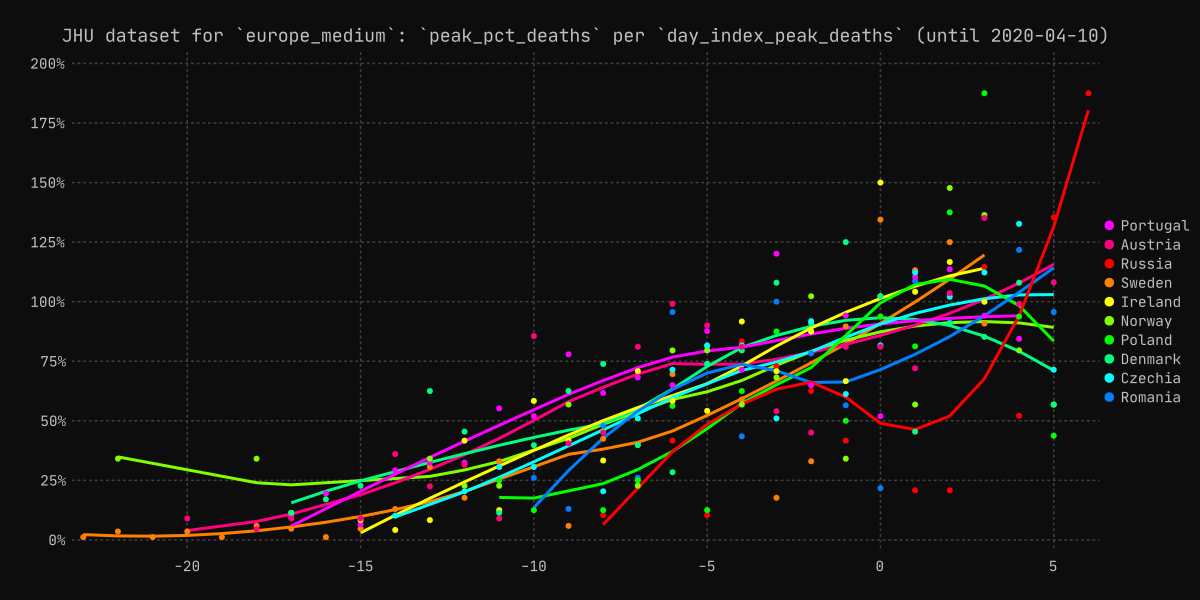 JHU dataset for `europe_medium`: `peak_pct_deaths` per `day_index_peak_deaths` (until 2020-04-10)
200%
175%
150%
125%
100%
75%
50%
25%
0%
−20
−15
−10
−5
0
5
Portugal
Austria
Russia
Sweden
Ireland
Norway
Poland
Denmark
Czechia
Romania